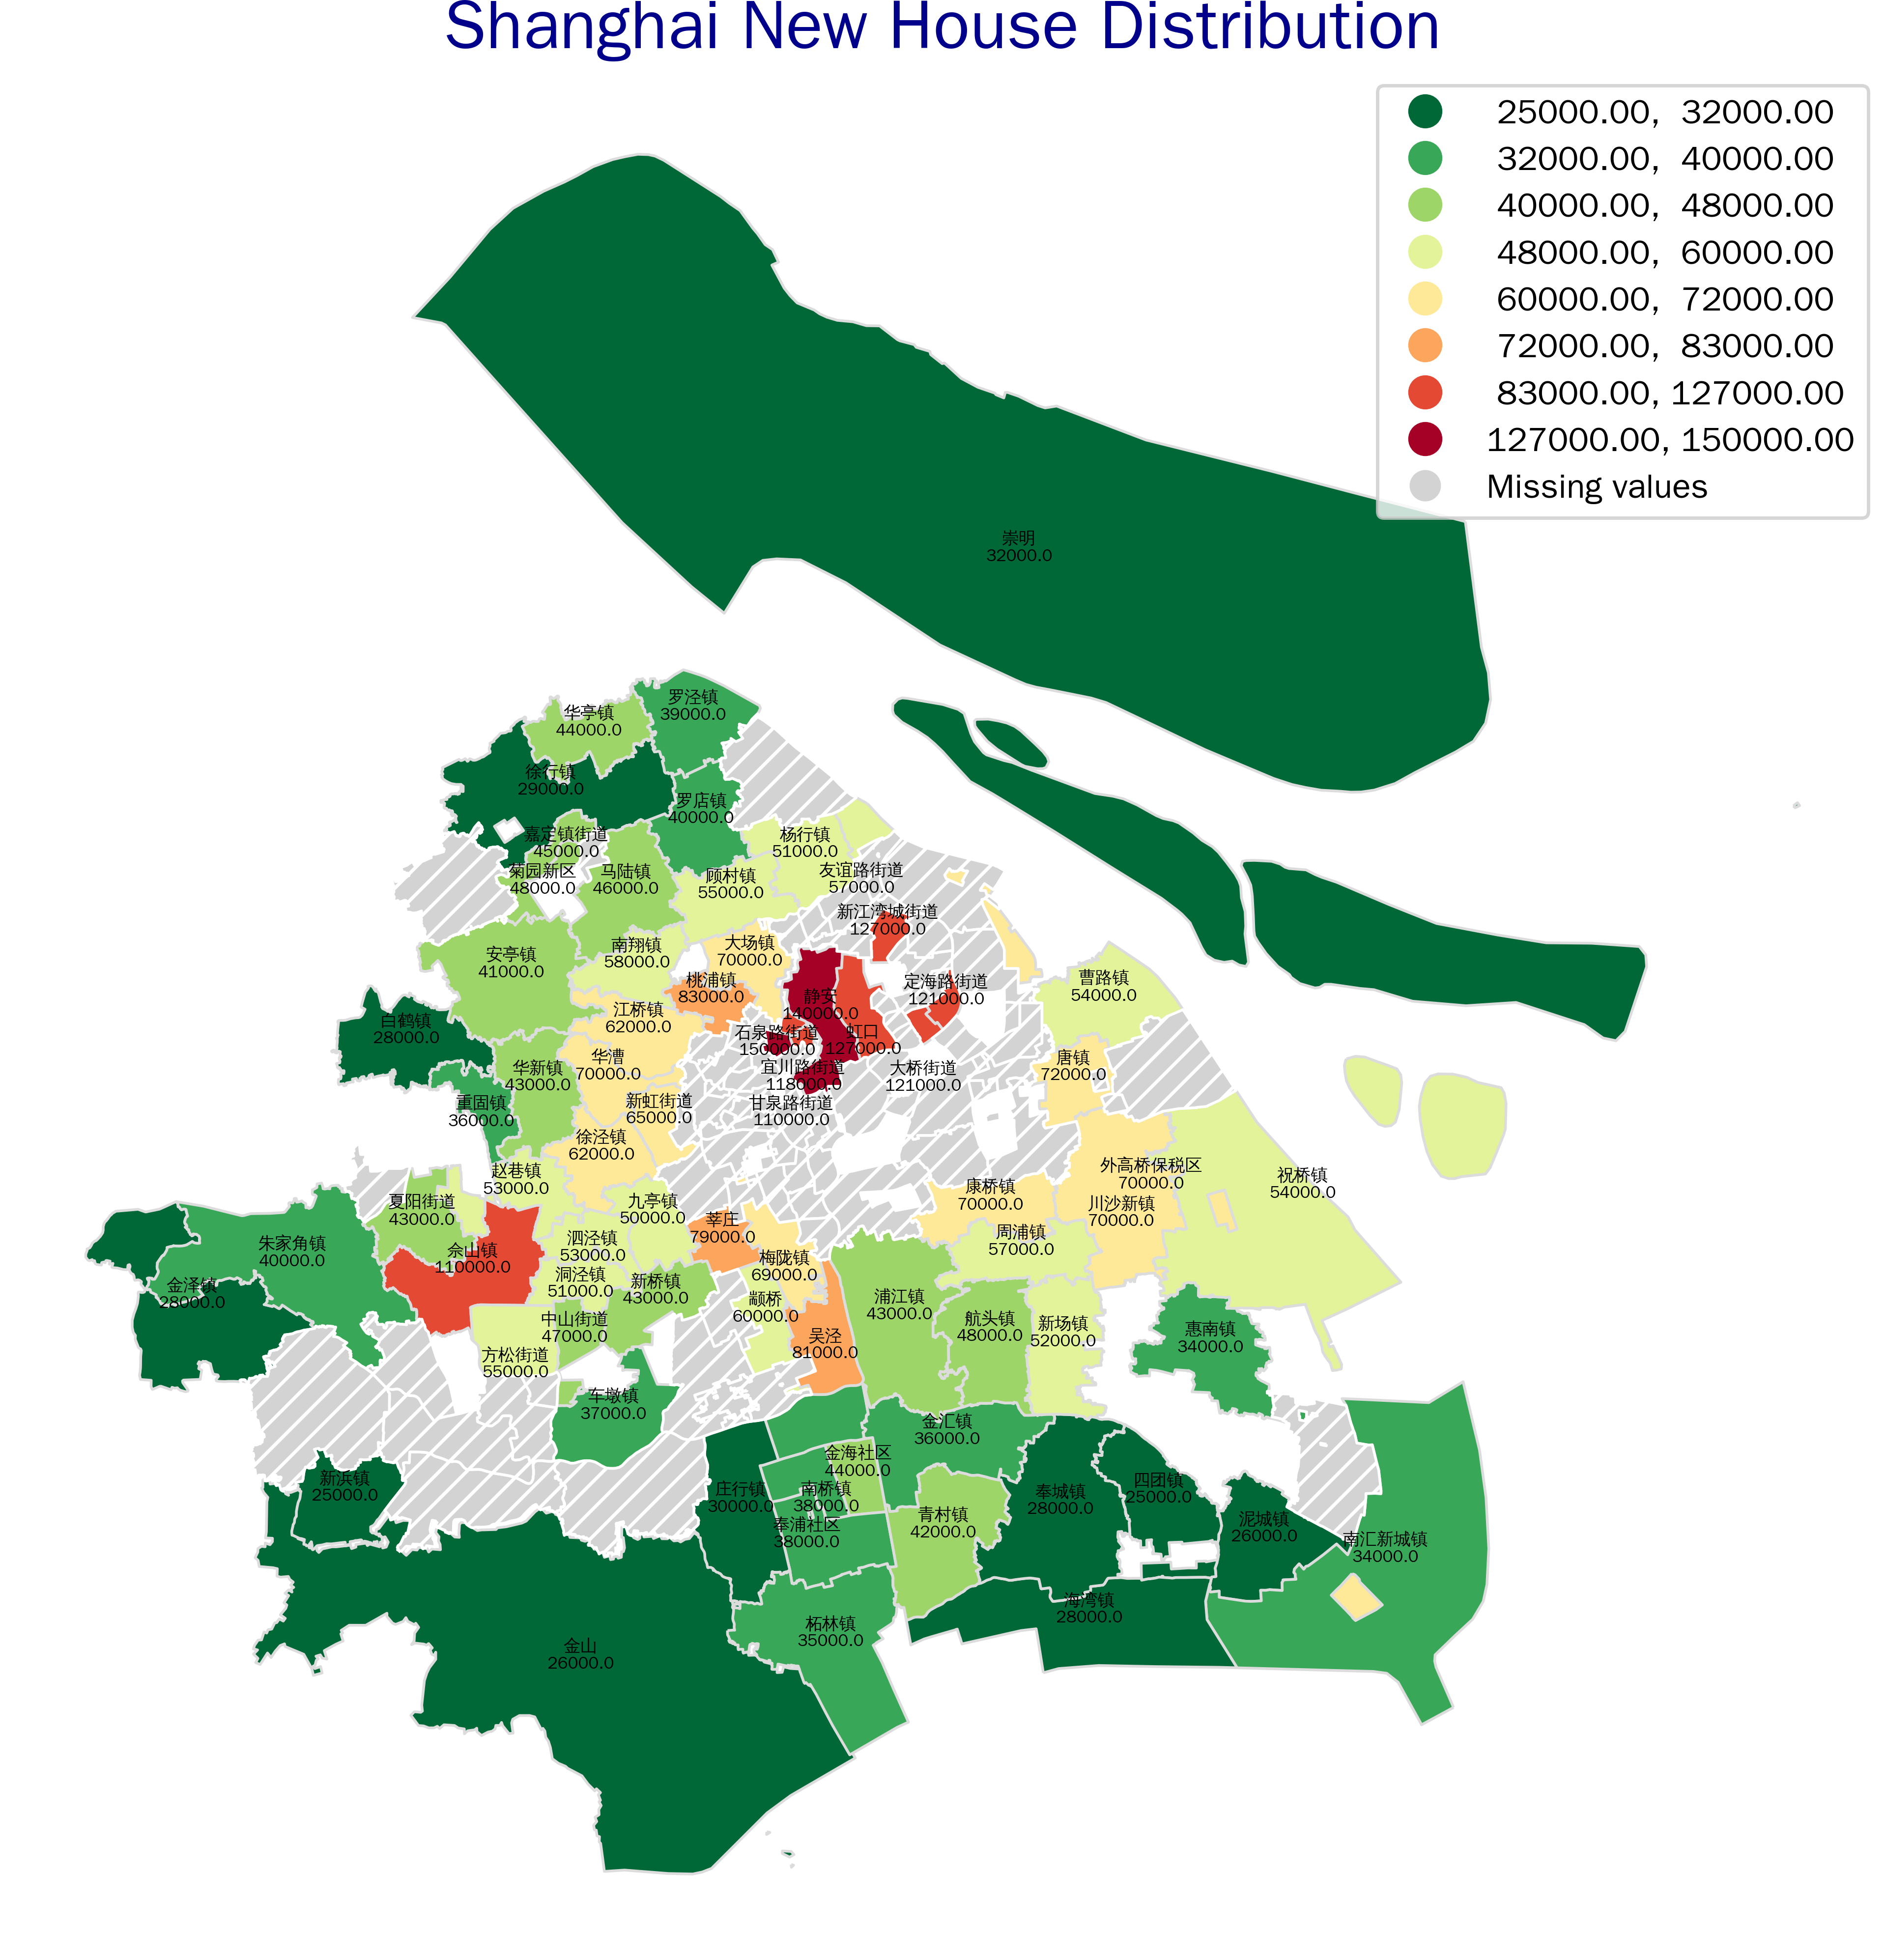 Shanghai New House Distribution
25000.00, 32000.00
32000.00, 40000.00
40000.00, 48000.00
48000.00, 60000.00
60000.00, 72000.00
72000.00, 83000.00
83000.00, 127000.00
127000.00, 150000.00
Missing values
崇明
32000.0
罗泾镇
39000.0
华亭镇
44000.0
徐行镇
29000.0
罗店镇
40000.0
嘉定镇街道
45000.0
杨行镇
51000.0
菊园新区
48000.0
马陆镇
46000.0
顾村镇
55000.0
友谊路街道
57000.0
新江湾城街道
127000.0
安亭镇
41000.0
南翔镇
58000.0
大场镇
70000.0
桃浦镇
83000.0
定海路街道
121000.0
曹路镇
54000.0
静安
140000.0
白鹤镇
28000.0
江桥镇
62000.0
石泉路街道
150000.0
虹口
127000.0
华漕
70000.0
华新镇
43000.0
宜川路街道
118000.0
大桥街道
121000.0
唐镇
72000.0
重固镇
36000.0
新虹街道
65000.0
甘泉路街道
110000.0
徐泾镇
62000.0
赵巷镇
53000.0
外高桥保税区
70000.0
祝桥镇
54000.0
夏阳街道
43000.0
九亭镇
50000.0
康桥镇
70000.0
川沙新镇
70000.0
莘庄
79000.0
朱家角镇
40000.0
佘山镇
110000.0
泗泾镇
53000.0
周浦镇
57000.0
梅陇镇
69000.0
金泽镇
28000.0
洞泾镇
51000.0
新桥镇
43000.0
颛桥
60000.0
浦江镇
43000.0
中山街道
47000.0
航头镇
48000.0
新场镇
52000.0
惠南镇
34000.0
吴泾
81000.0
方松街道
55000.0
车墩镇
37000.0
金汇镇
36000.0
金海社区
44000.0
新浜镇
25000.0
庄行镇
30000.0
南桥镇
38000.0
奉城镇
28000.0
四团镇
25000.0
青村镇
42000.0
泥城镇
26000.0
奉浦社区
38000.0
南汇新城镇
34000.0
海湾镇
28000.0
柘林镇
35000.0
金山
26000.0